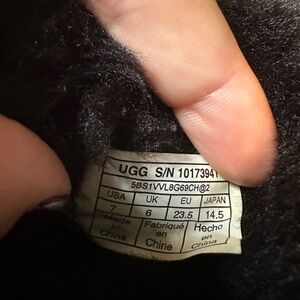 UGG S/N 1017394
5BS1VVL8G69CH@2
USA UK EU JAPAN
7 6 23.5 14.5
Made in China Fabriqué en Chine Hecho en China